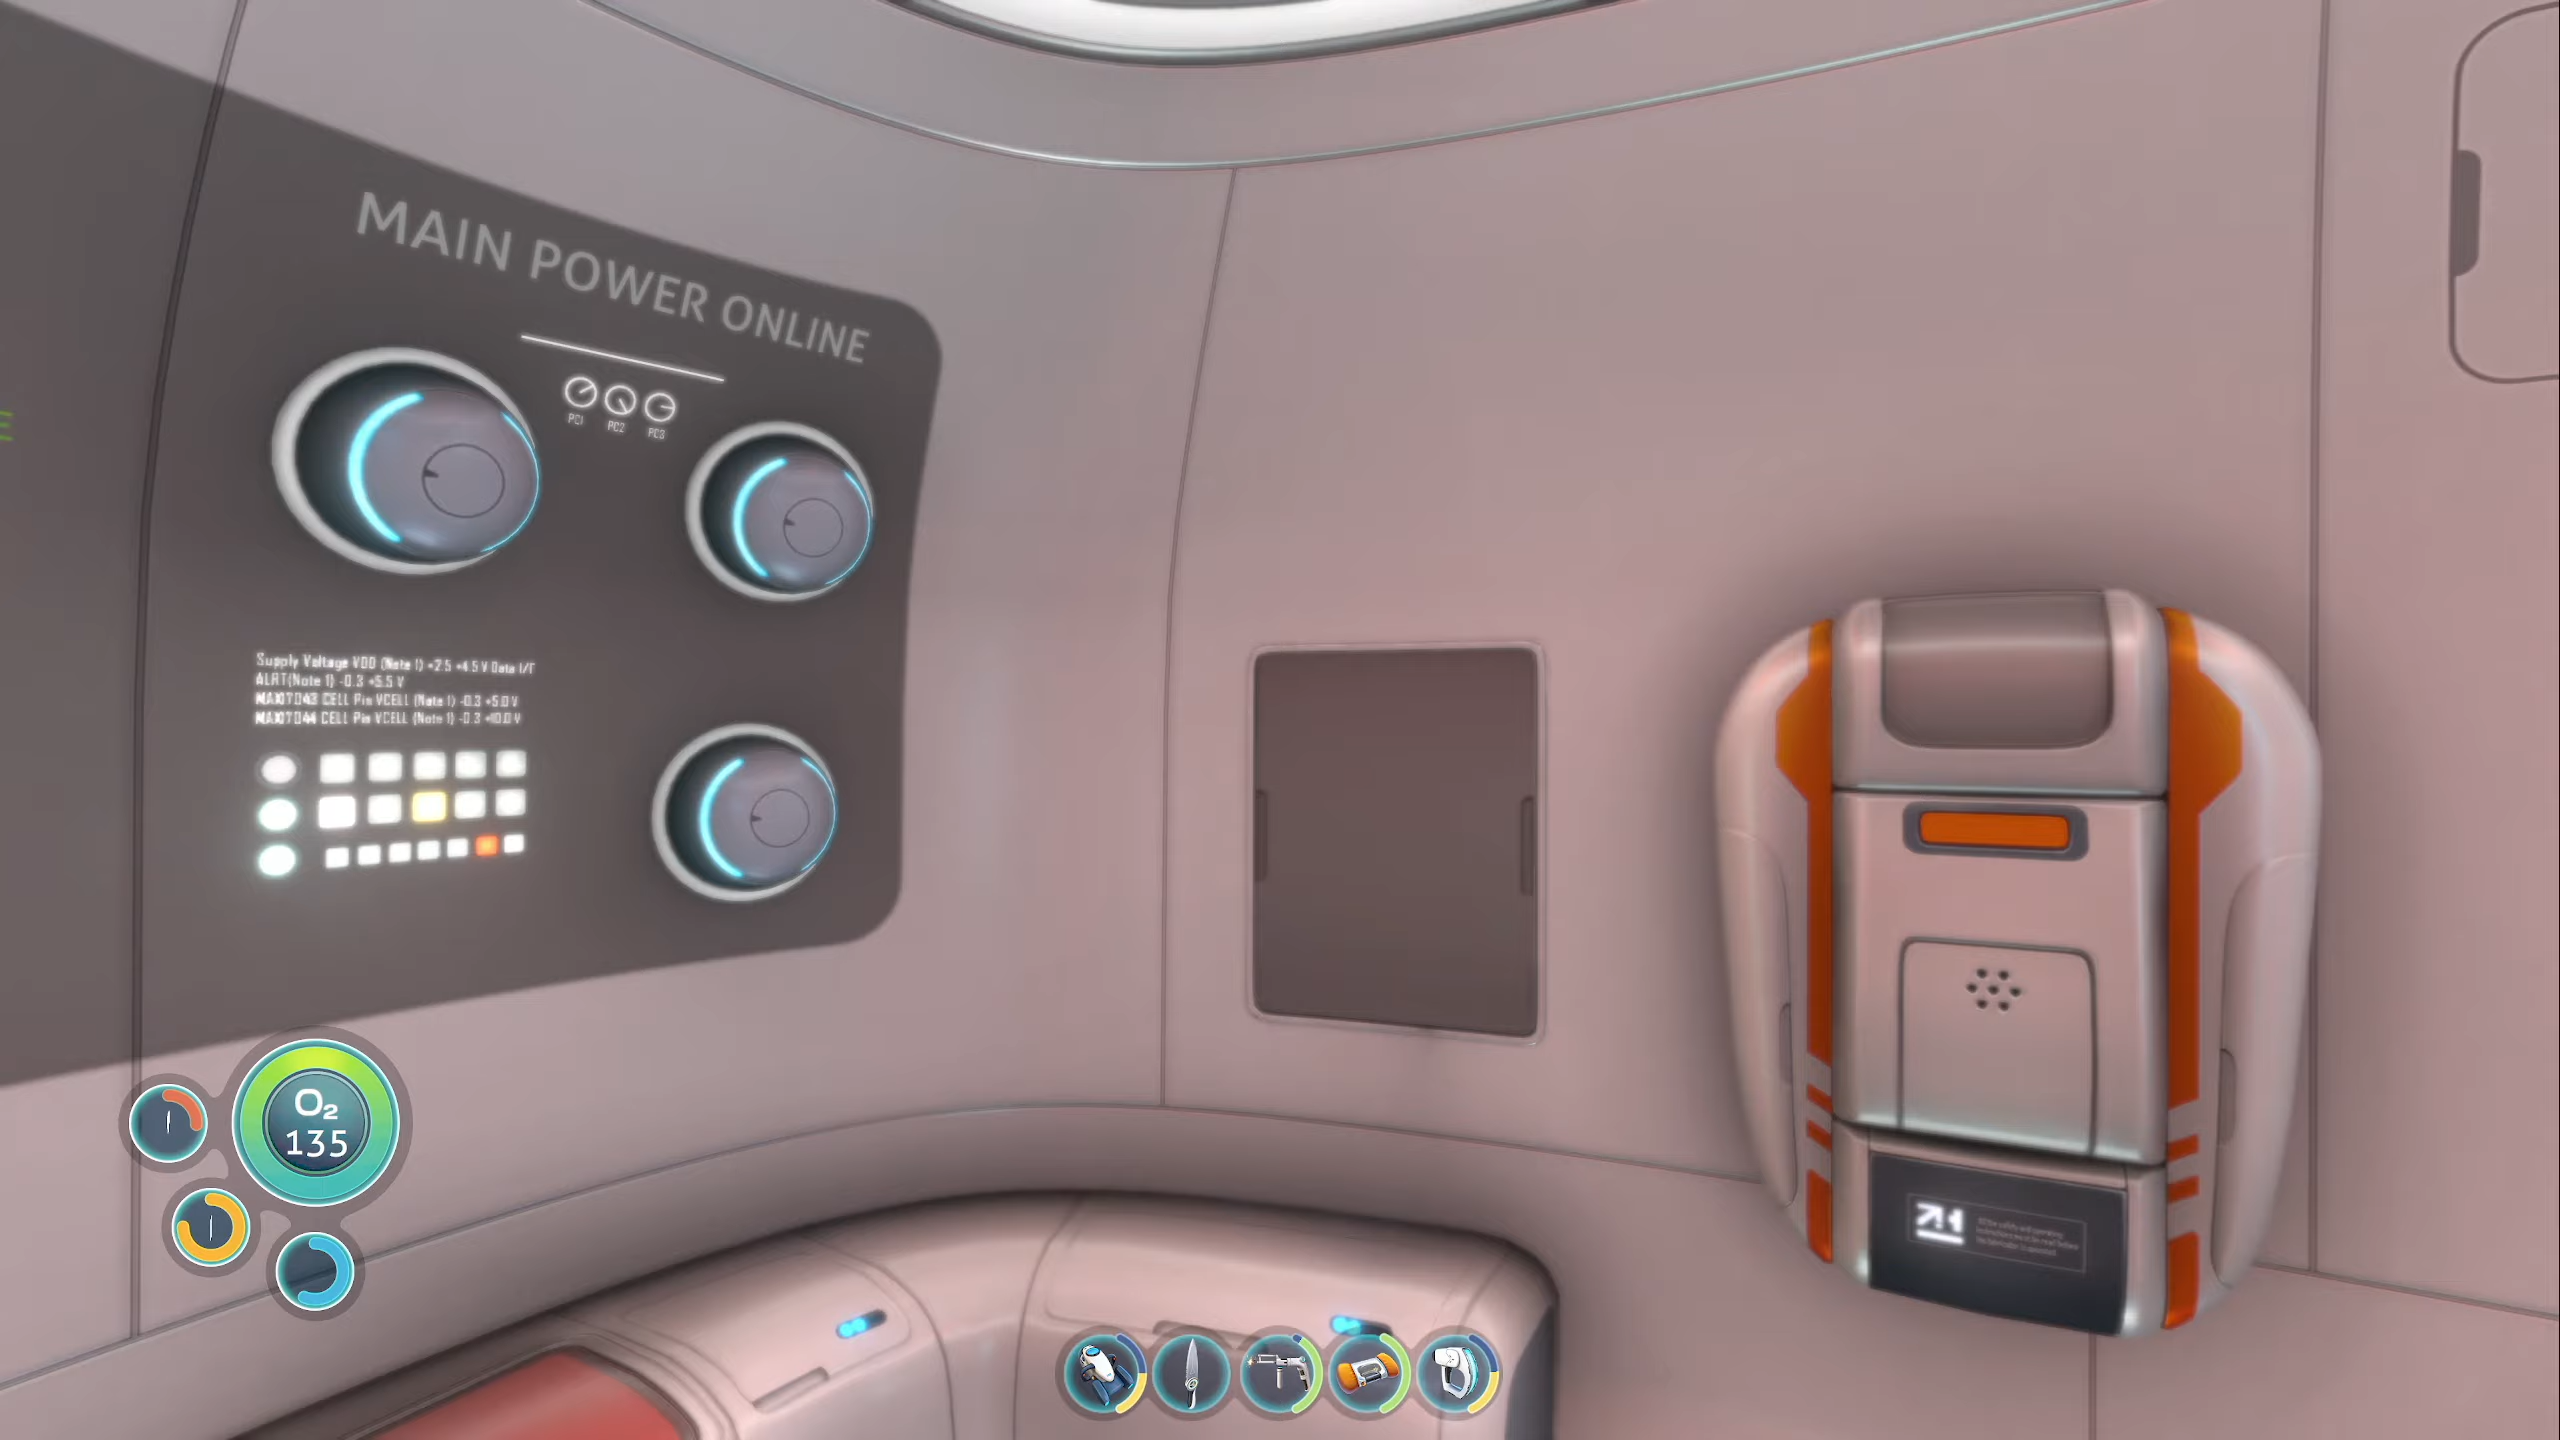 MAIN POWER ONLINE
PC1 PC2 PC3
Supply Voltage VDD (Note 1) +2.5 +4.5 V Data I/F
ALRT(Note 1) -0.3 +5.5 V
MAX17043 CELL Pin VCELL (Note 1) -0.3 +5.0 V
MAX17044 CELL Pin VCELL (Note 1) -0.3 +10.0 V
O₂
135